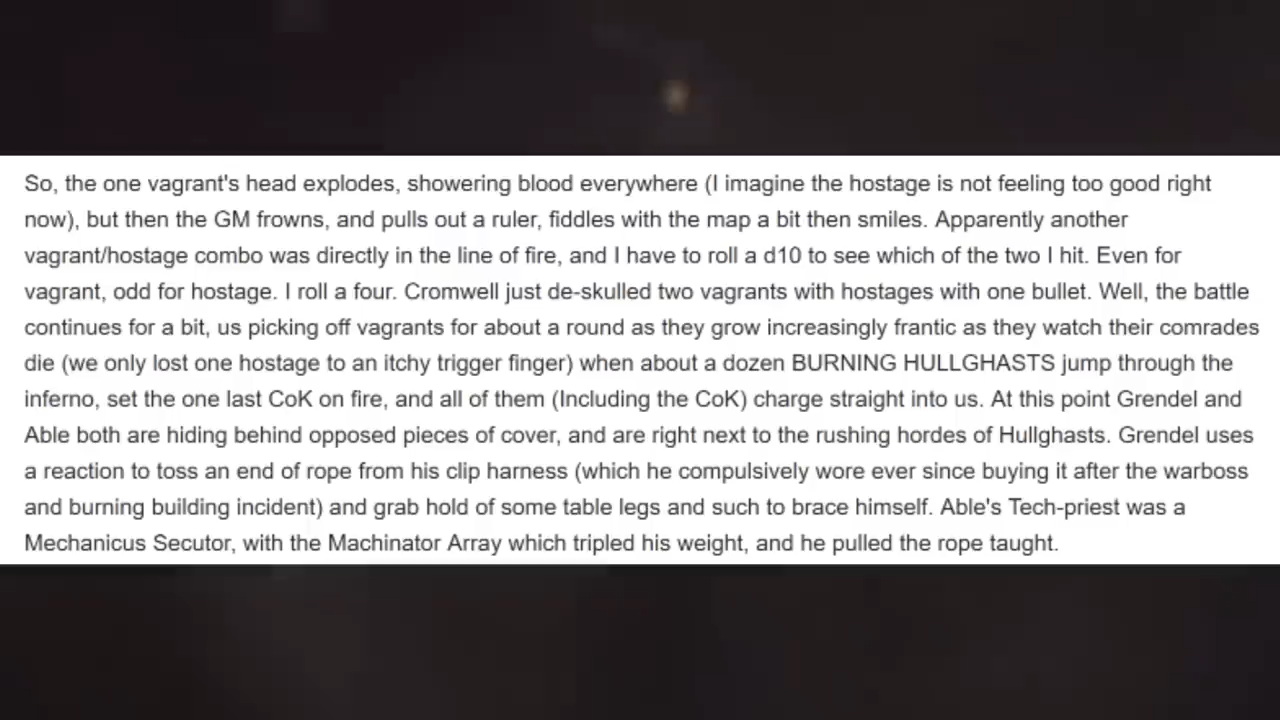 So, the one vagrant's head explodes, showering blood everywhere (I imagine the hostage is not feeling too good right
now), but then the GM frowns, and pulls out a ruler, fiddles with the map a bit then smiles. Apparently another
vagrant/hostage combo was directly in the line of fire, and I have to roll a d10 to see which of the two I hit. Even for
vagrant, odd for hostage. I roll a four. Cromwell just de-skulled two vagrants with hostages with one bullet. Well, the battle
continues for a bit, us picking off vagrants for about a round as they grow increasingly frantic as they watch their comrades
die (we only lost one hostage to an itchy trigger finger) when about a dozen BURNING HULLGHASTS jump through the
inferno, set the one last CoK on fire, and all of them (Including the CoK) charge straight into us. At this point Grendel and
Able both are hiding behind opposed pieces of cover, and are right next to the rushing hordes of Hullghasts. Grendel uses
a reaction to toss an end of rope from his clip harness (which he compulsively wore ever since buying it after the warboss
and burning building incident) and grab hold of some table legs and such to brace himself. Able's Tech-priest was a
Mechanicus Secutor, with the Machinator Array which tripled his weight, and he pulled the rope taught.